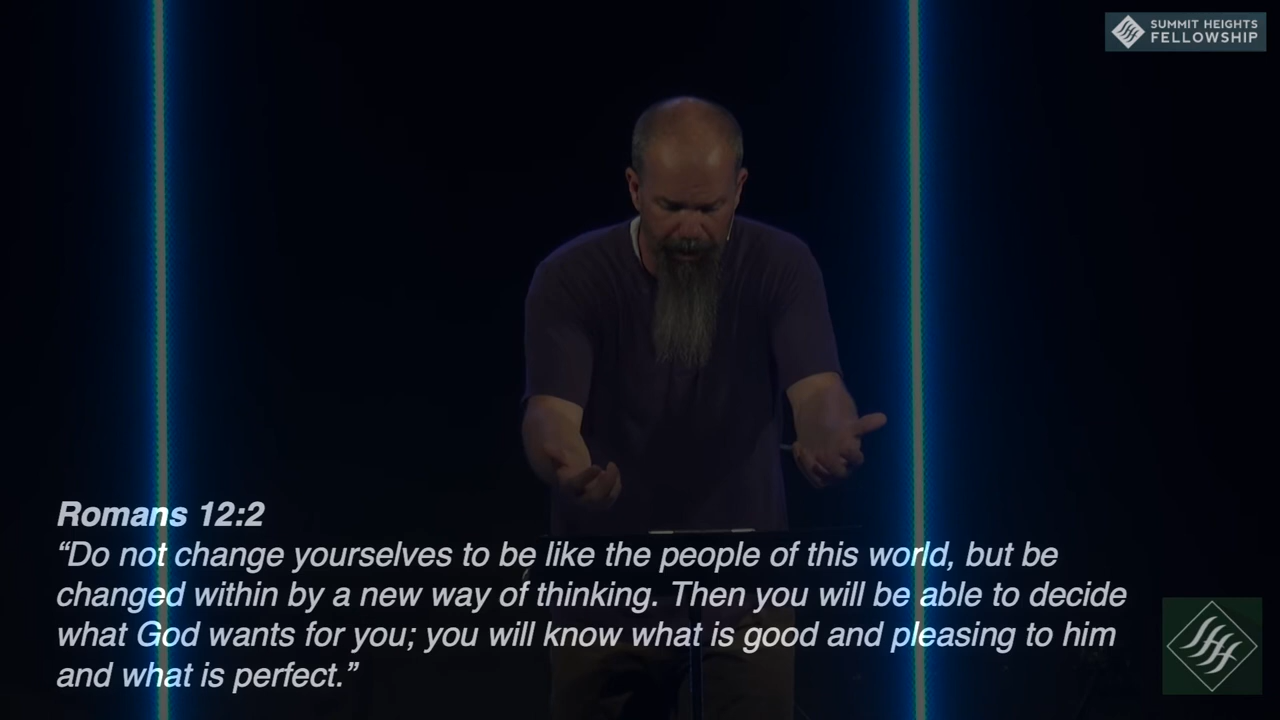 SUMMIT HEIGHTS
FELLOWSHIP
Romans 12:2
“Do not change yourselves to be like the people of this world, but be
changed within by a new way of thinking. Then you will be able to decide
what God wants for you; you will know what is good and pleasing to him
and what is perfect.”